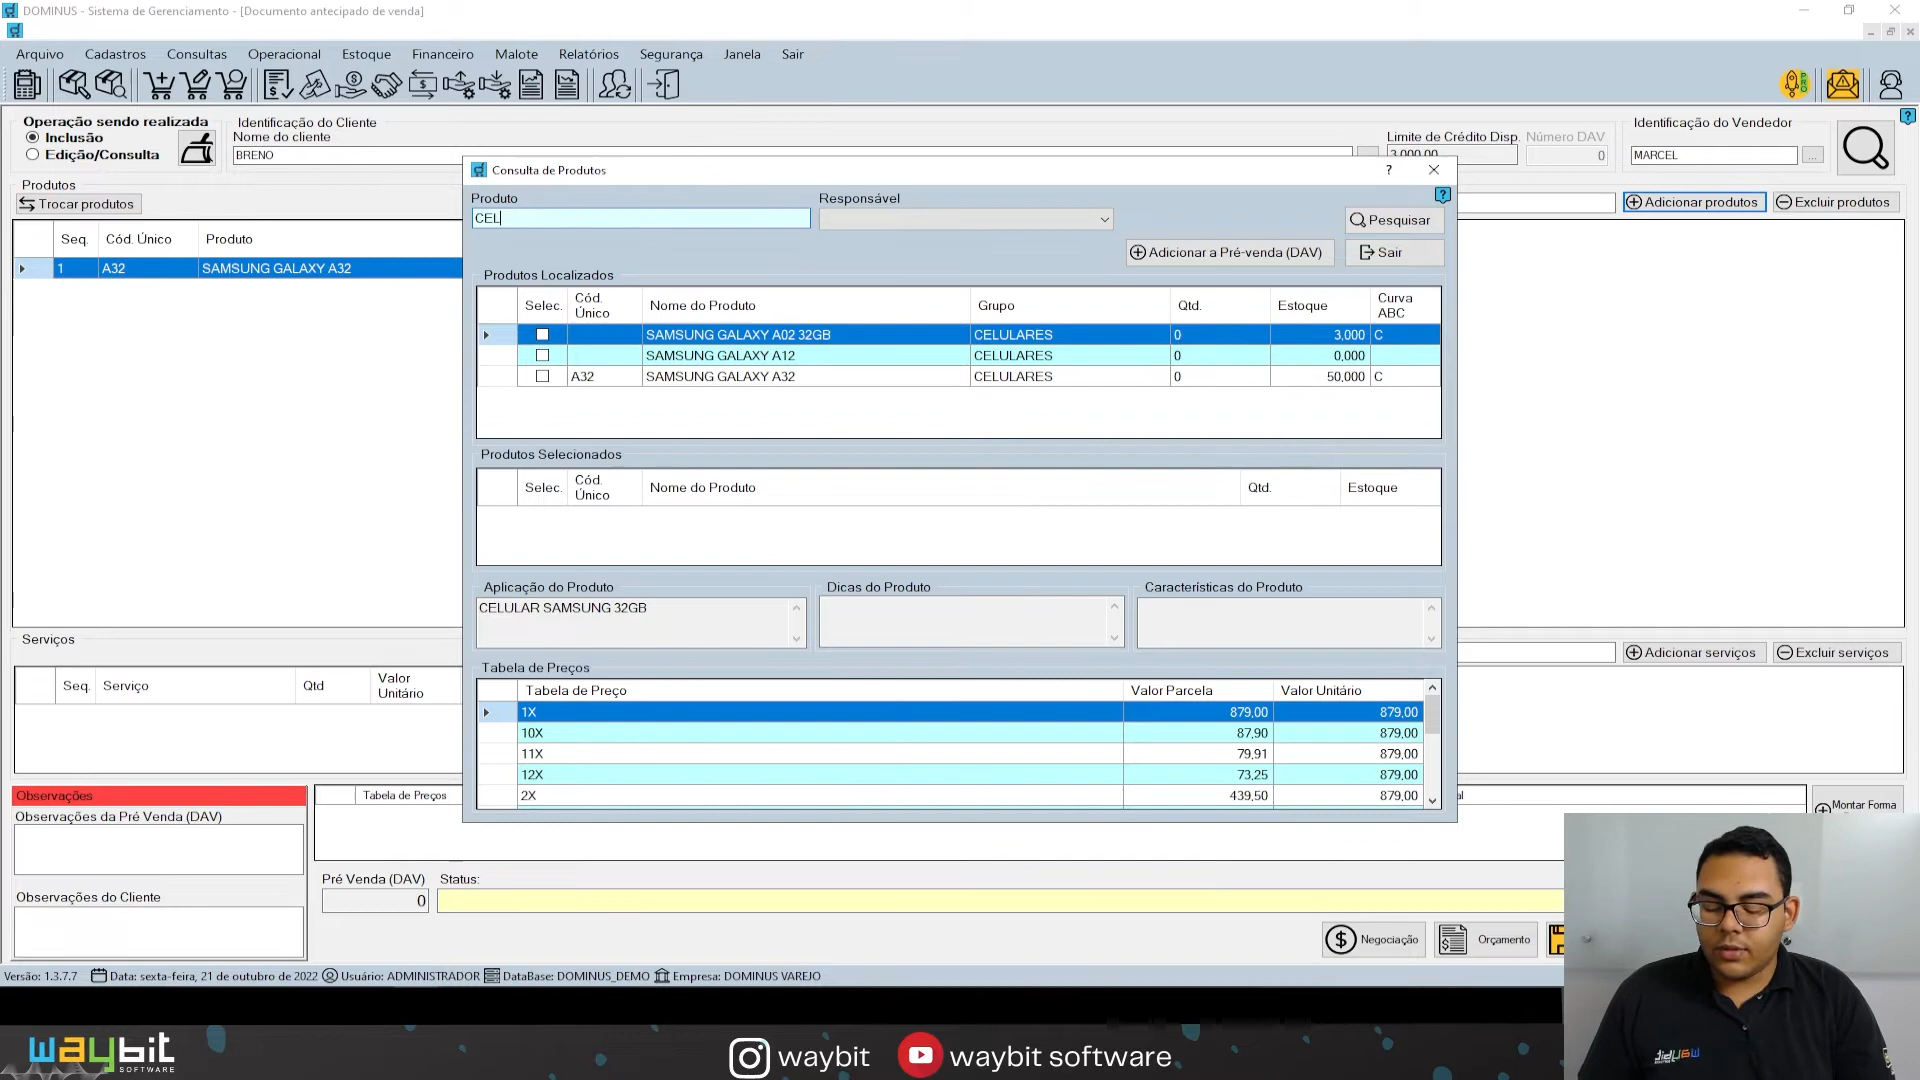 DOMINUS - Sistema de Gerenciamento - [Documento antecipado de venda]
Arquivo Cadastros Consultas Operacional Estoque Financeiro Malote Relatórios Segurança Janela Sair
PRO
Operação sendo realizada
Inclusão
Edição/Consulta
Identificação do Cliente
Nome do cliente
BRENO
Limite de Crédito Disp. Número DAV
3.000,00 ... 0
Identificação do Vendedor
MARCEL ...
?
Produtos
Trocar produtos
Adicionar produtos Excluir produtos
Seq. Cód. Único Produto
1 A32 SAMSUNG GALAXY A32
Consulta de Produtos ?
Produto Responsável ?
CEL Pesquisar
Adicionar a Pré-venda (DAV) Sair
Produtos Localizados
Selec. Cód. Único Nome do Produto Grupo Qtd. Estoque Curva ABC
SAMSUNG GALAXY A02 32GB CELULARES 0 3,000 C
SAMSUNG GALAXY A12 CELULARES 0 0,000
A32 SAMSUNG GALAXY A32 CELULARES 0 50,000 C
Produtos Selecionados
Selec. Cód. Único Nome do Produto Qtd. Estoque
Aplicação do Produto Dicas do Produto Características do Produto
CELULAR SAMSUNG 32GB
Tabela de Preços
Tabela de Preço Valor Parcela Valor Unitário
1X 879,00 879,00
10X 87,90 879,00
11X 79,91 879,00
12X 73,25 879,00
2X 439,50 879,00
Serviços
Adicionar serviços Excluir serviços
Seq. Serviço Qtd Valor Unitário
Observações
Observações da Pré Venda (DAV)
Observações do Cliente
Tabela de Preços
al
Montar Forma
Pré Venda (DAV) Status:
0
Negociação Orçamento
Versão: 1.3.7.7 Data: sexta-feira, 21 de outubro de 2022 Usuário: ADMINISTRADOR DataBase: DOMINUS_DEMO Empresa: DOMINUS VAREJO
waybit
SOFTWARE
waybit waybit software